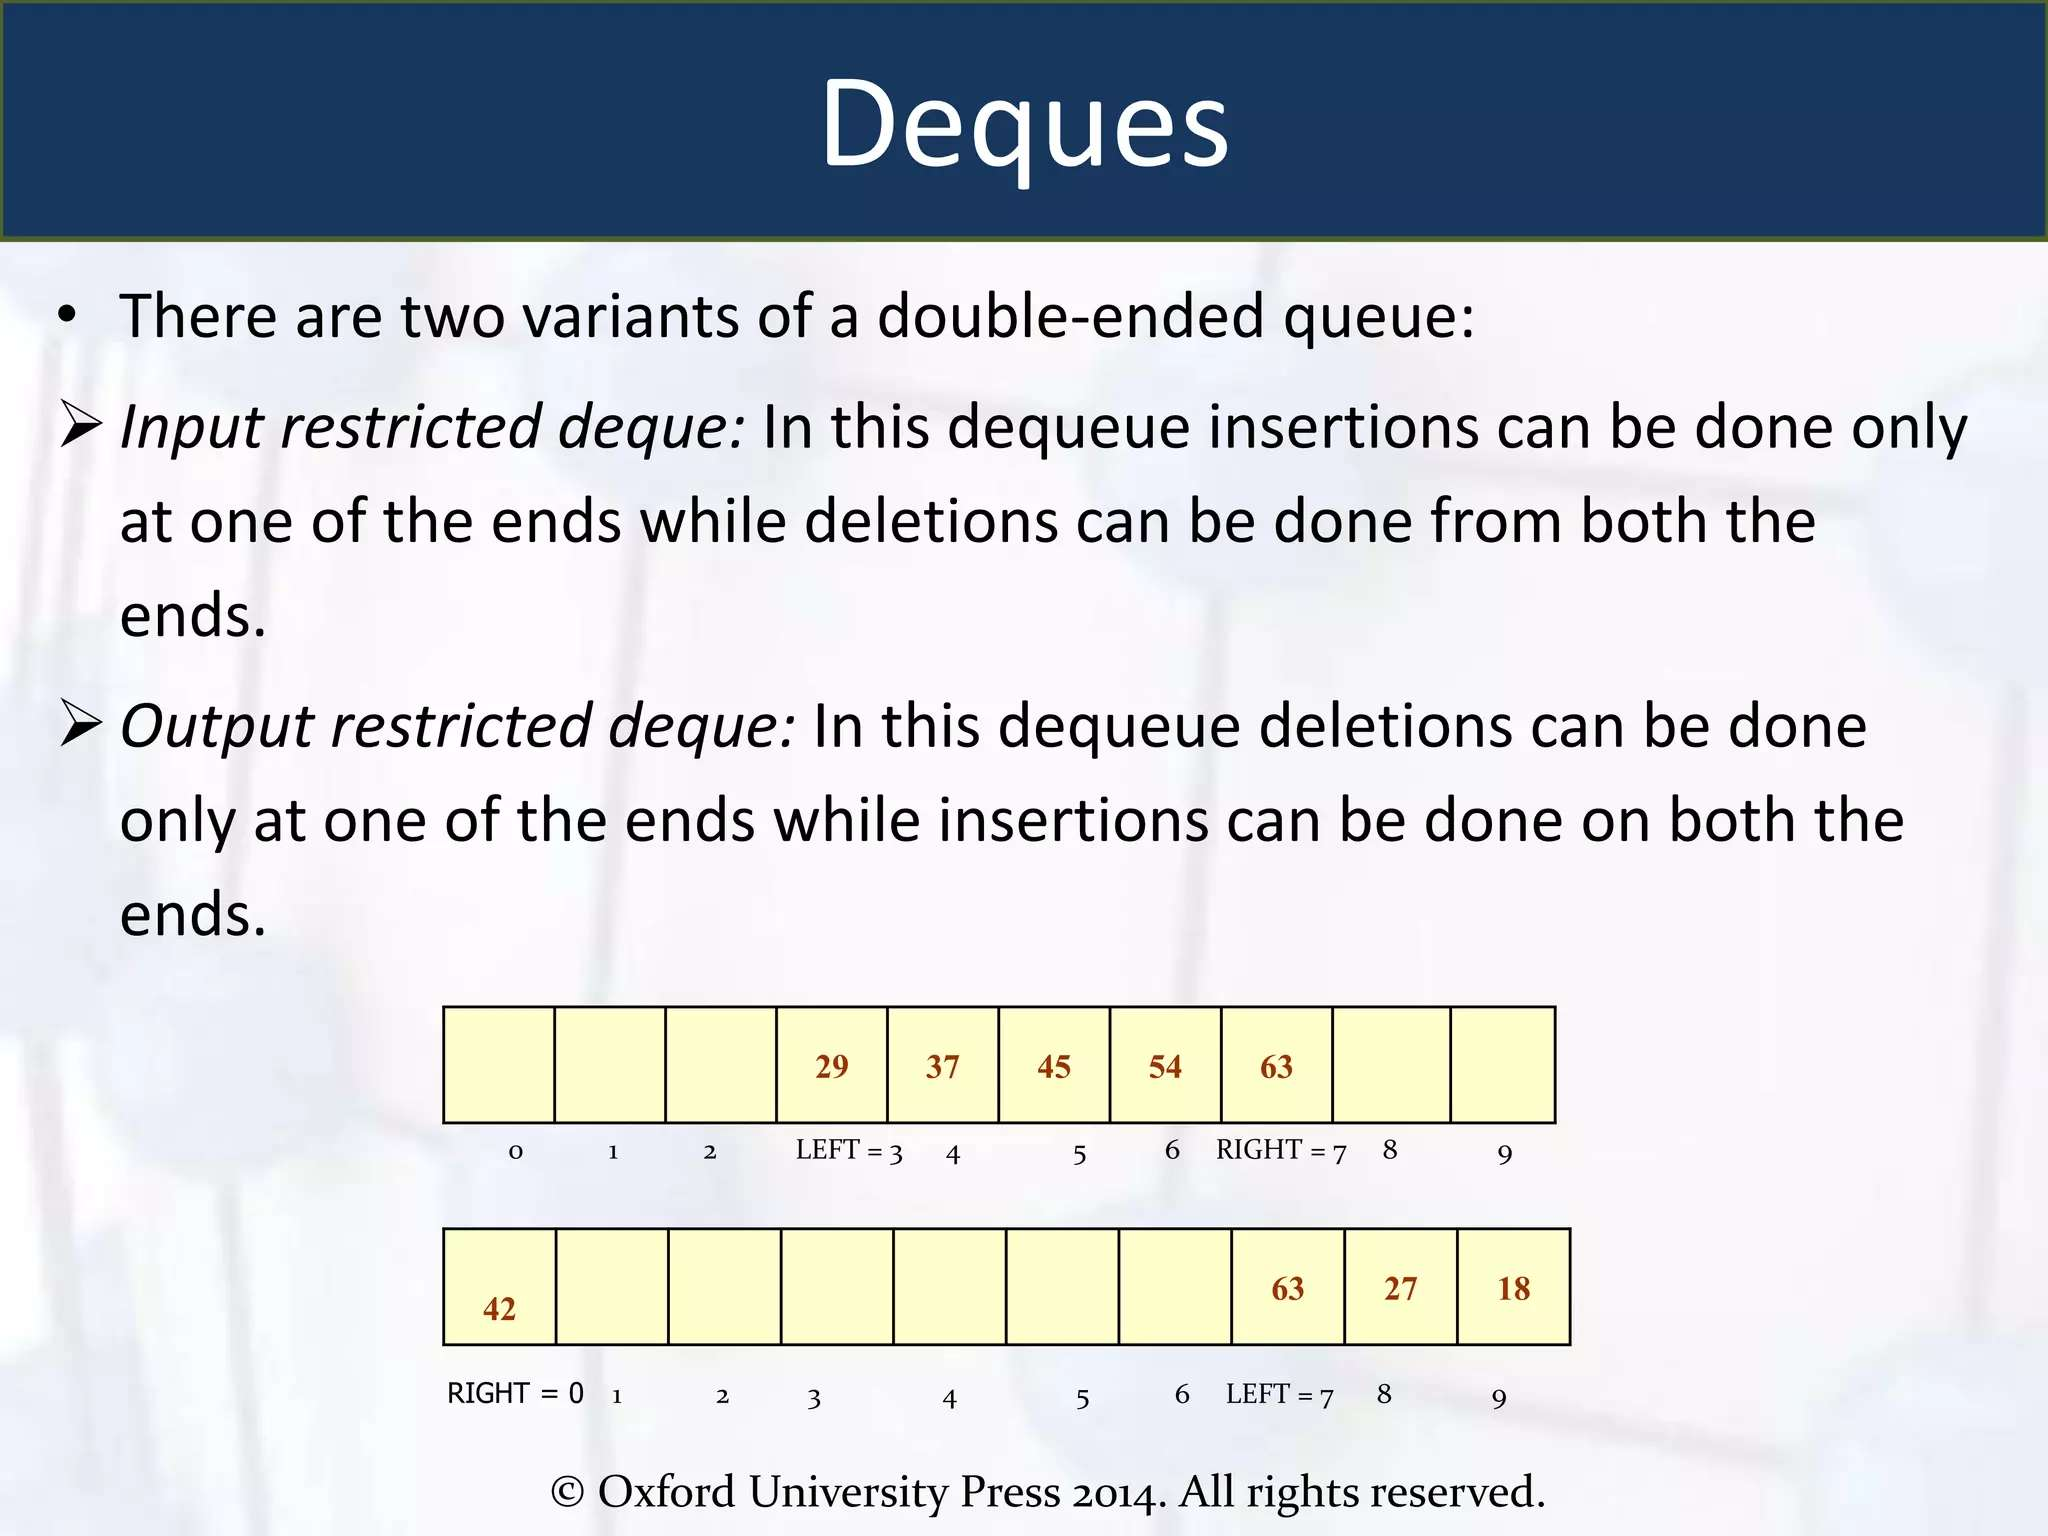 Deques
• There are two variants of a double-ended queue:
➢ Input restricted deque: In this dequeue insertions can be done only
at one of the ends while deletions can be done from both the
ends.
➢ Output restricted deque: In this dequeue deletions can be done
only at one of the ends while insertions can be done on both the
ends.
29 37 45 54 63
0 1 2 LEFT = 3 4 5 6 RIGHT = 7 8 9
42 63 27 18
RIGHT = 0 1 2 3 4 5 6 LEFT = 7 8 9
© Oxford University Press 2014. All rights reserved.